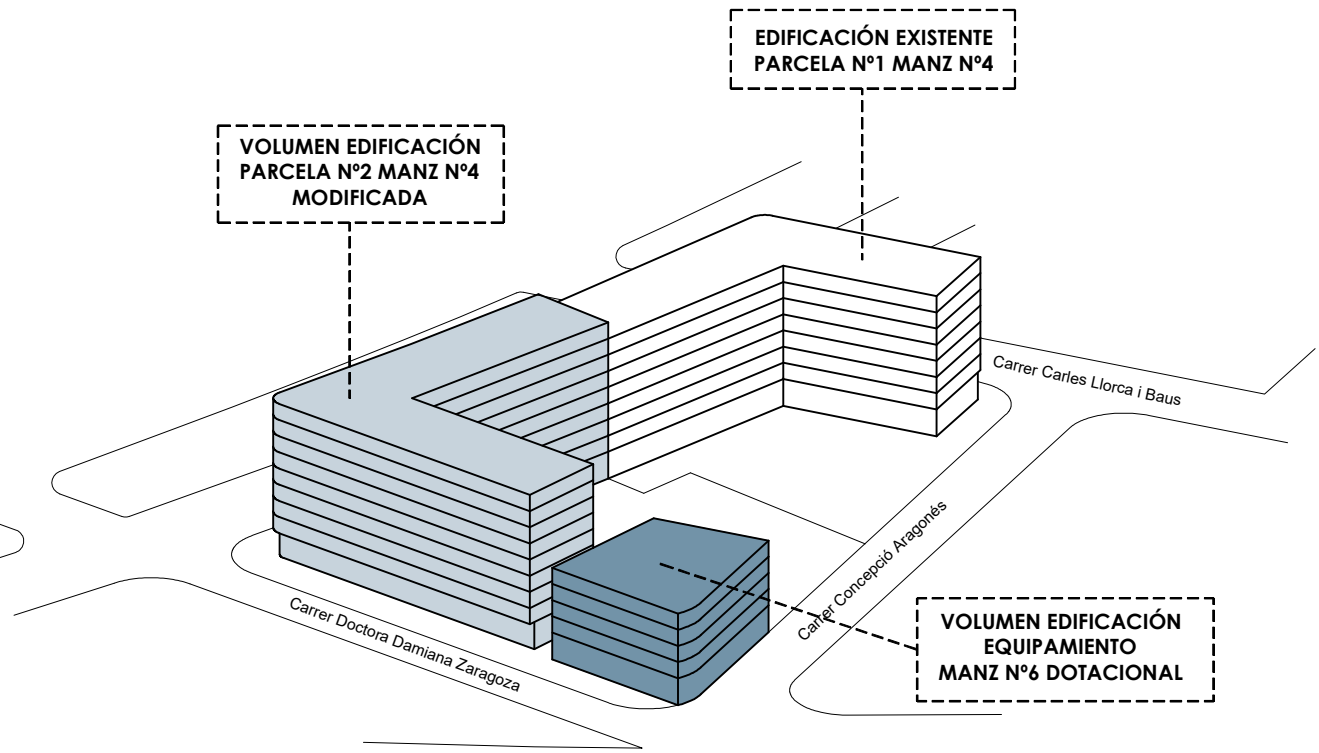 EDIFICACIÓN EXISTENTE
PARCELA Nº1 MANZ Nº4
VOLUMEN EDIFICACIÓN
PARCELA Nº2 MANZ Nº4
MODIFICADA
Carrer Carles Llorca i Baus
Carrer Concepció Aragonés
Carrer Doctora Damiana Zaragoza
VOLUMEN EDIFICACIÓN
EQUIPAMIENTO
MANZ Nº6 DOTACIONAL